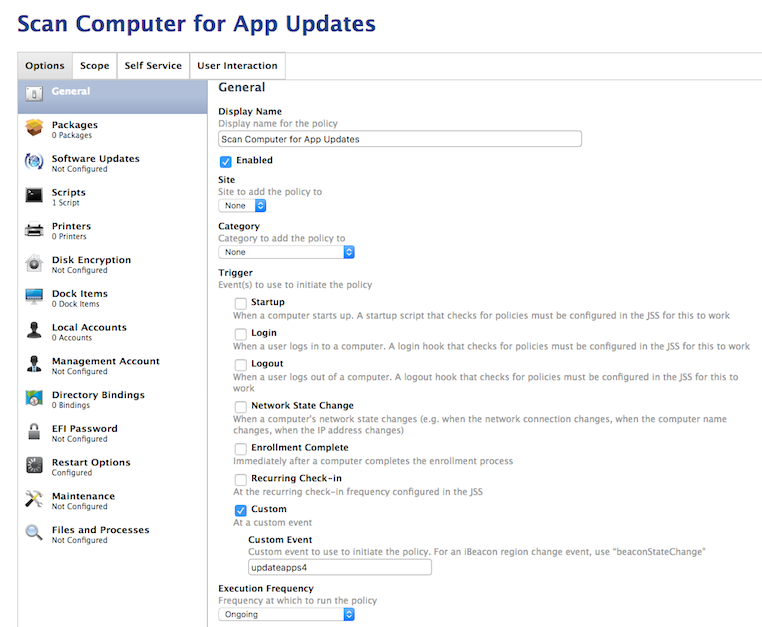 Scan Computer for App Updates
Options
Scope
Self Service
User Interaction
General
Packages
0 Packages
Software Updates
Not Configured
Scripts
1 Script
Printers
0 Printers
Disk Encryption
Not Configured
Dock Items
0 Dock Items
Local Accounts
0 Accounts
Management Account
Not Configured
Directory Bindings
0 Bindings
EFI Password
Not Configured
Restart Options
Configured
Maintenance
Not Configured
Files and Processes
Not Configured
General
Display Name
Display name for the policy
Scan Computer for App Updates
Enabled
Site
Site to add the policy to
None
Category
Category to add the policy to
None
Trigger
Event(s) to use to initiate the policy
Startup
When a computer starts up. A startup script that checks for policies must be configured in the JSS for this to work
Login
When a user logs in to a computer. A login hook that checks for policies must be configured in the JSS for this to work
Logout
When a user logs out of a computer. A logout hook that checks for policies must be configured in the JSS for this to
work
Network State Change
When a computer's network state changes (e.g. when the network connection changes, when the computer name
changes, when the IP address changes)
Enrollment Complete
Immediately after a computer completes the enrollment process
Recurring Check-in
At the recurring check-in frequency configured in the JSS
Custom
At a custom event
Custom Event
Custom event to use to initiate the policy. For an iBeacon region change event, use "beaconStateChange"
updateapps4
Execution Frequency
Frequency at which to run the policy
Ongoing